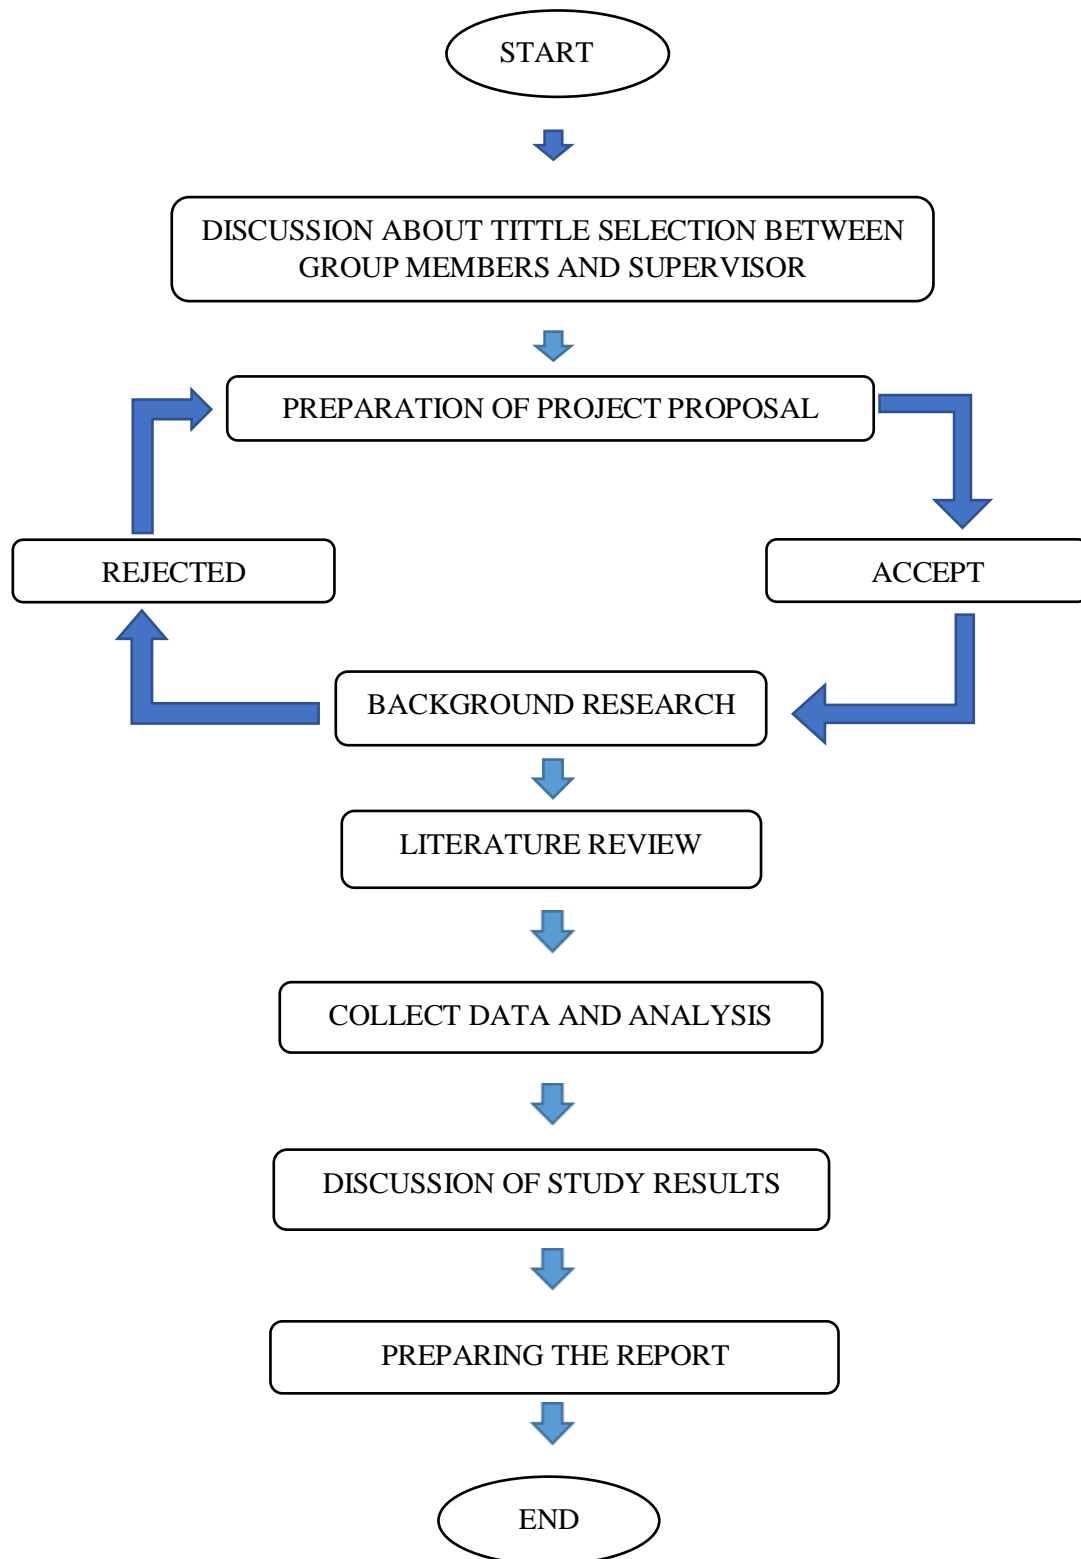 START
DISCUSSION ABOUT TITTLE SELECTION BETWEEN
GROUP MEMBERS AND SUPERVISOR
PREPARATION OF PROJECT PROPOSAL
REJECTED
ACCEPT
BACKGROUND RESEARCH
LITERATURE REVIEW
COLLECT DATA AND ANALYSIS
DISCUSSION OF STUDY RESULTS
PREPARING THE REPORT
END